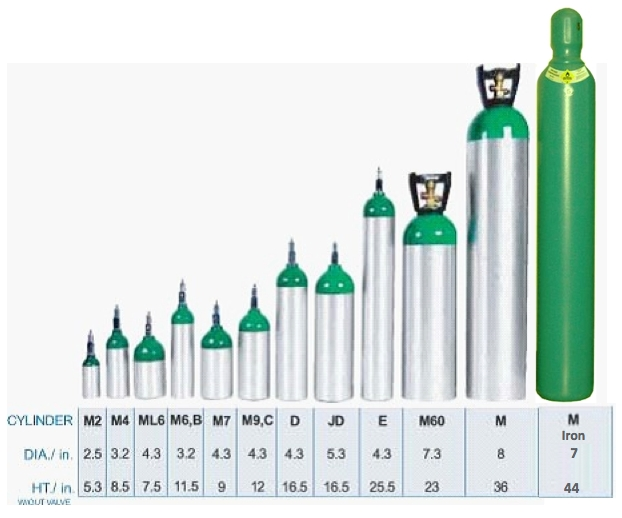 CYLINDER M2 M4 ML6 M6,B M7 M9,C D JD E M60 M M
Iron
DIA./ in. 2.5 3.2 4.3 3.2 4.3 4.3 4.3 5.3 4.3 7.3 8 7
HT./ in. 5.3 8.5 7.5 11.5 9 12 16.5 16.5 25.5 23 36 44
W/OUT VALVE